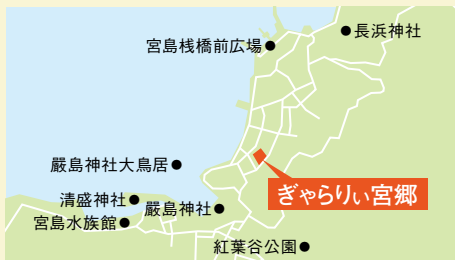 長浜神社
宮島桟橋前広場
嚴島神社大鳥居
ぎゃらりぃ宮郷
清盛神社
嚴島神社
宮島水族館
紅葉谷公園